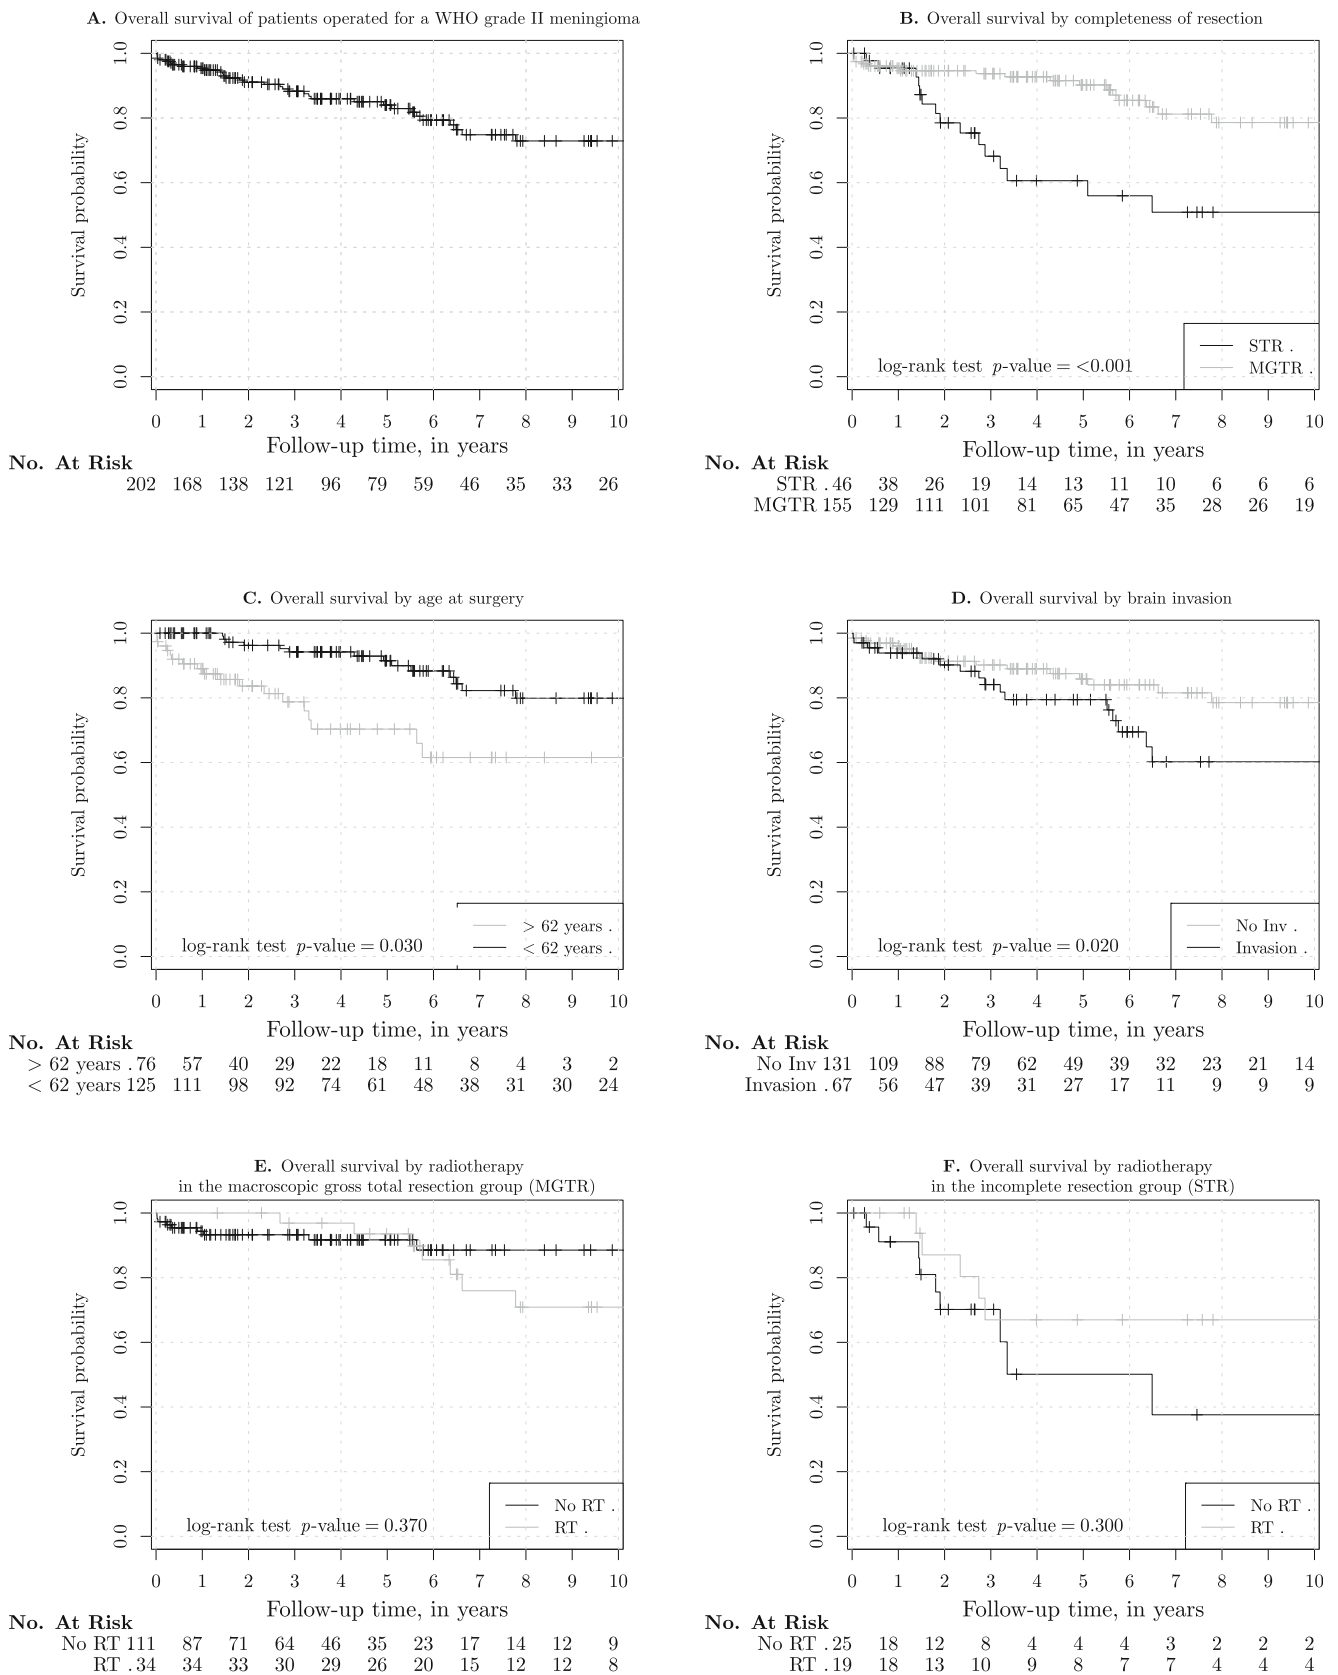 A. Overall survival of patients operated for a WHO grade II meningioma
Survival probability
1.0
0.8
0.6
0.4
0.2
0.0
0 1 2 3 4 5 6 7 8 9 10
Follow-up time, in years
No. At Risk
202 168 138 121 96 79 59 46 35 33 26
B. Overall survival by completeness of resection
Survival probability
1.0
0.8
0.6
0.4
0.2
0.0
log-rank test p-value = <0.001
STR .
MGTR .
0 1 2 3 4 5 6 7 8 9 10
Follow-up time, in years
No. At Risk
STR . 46 38 26 19 14 13 11 10 6 6 6
MGTR . 155 129 111 101 81 65 47 35 28 26 19
C. Overall survival by age at surgery
Survival probability
1.0
0.8
0.6
0.4
0.2
0.0
log-rank test p-value = 0.030
> 62 years .
< 62 years .
0 1 2 3 4 5 6 7 8 9 10
Follow-up time, in years
No. At Risk
> 62 years . 76 57 40 29 22 18 11 8 4 3 2
< 62 years 125 111 98 92 74 61 48 38 31 30 24
D. Overall survival by brain invasion
Survival probability
1.0
0.8
0.6
0.4
0.2
0.0
log-rank test p-value = 0.020
No Inv .
Invasion .
0 1 2 3 4 5 6 7 8 9 10
Follow-up time, in years
No. At Risk
No Inv 131 109 88 79 62 49 39 32 23 21 14
Invasion . 67 56 47 39 31 27 17 11 9 9 9
E. Overall survival by radiotherapy
in the macroscopic gross total resection group (MGTR)
Survival probability
1.0
0.8
0.6
0.4
0.2
0.0
log-rank test p-value = 0.370
No RT .
RT .
0 1 2 3 4 5 6 7 8 9 10
Follow-up time, in years
No. At Risk
No RT 111 87 71 64 46 35 23 17 14 12 9
RT . 34 34 33 30 29 26 20 15 12 12 8
F. Overall survival by radiotherapy
in the incomplete resection group (STR)
Survival probability
1.0
0.8
0.6
0.4
0.2
0.0
log-rank test p-value = 0.300
No RT .
RT .
0 1 2 3 4 5 6 7 8 9 10
Follow-up time, in years
No. At Risk
No RT . 25 18 12 8 4 4 4 3 2 2 2
RT . 19 18 13 10 9 8 7 7 4 4 4